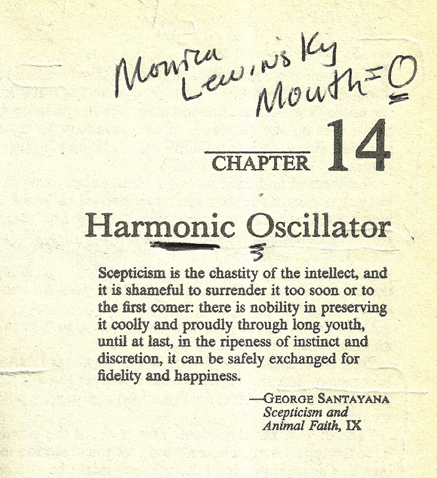 Monica
Lewinsky
Mouth = O
CHAPTER 14
Harmonic Oscillator
3
Scepticism is the chastity of the intellect, and
it is shameful to surrender it too soon or to
the first comer: there is nobility in preserving
it coolly and proudly through long youth,
until at last, in the ripeness of instinct and
discretion, it can be safely exchanged for
fidelity and happiness.
—GEORGE SANTAYANA
Scepticism and
Animal Faith, IX